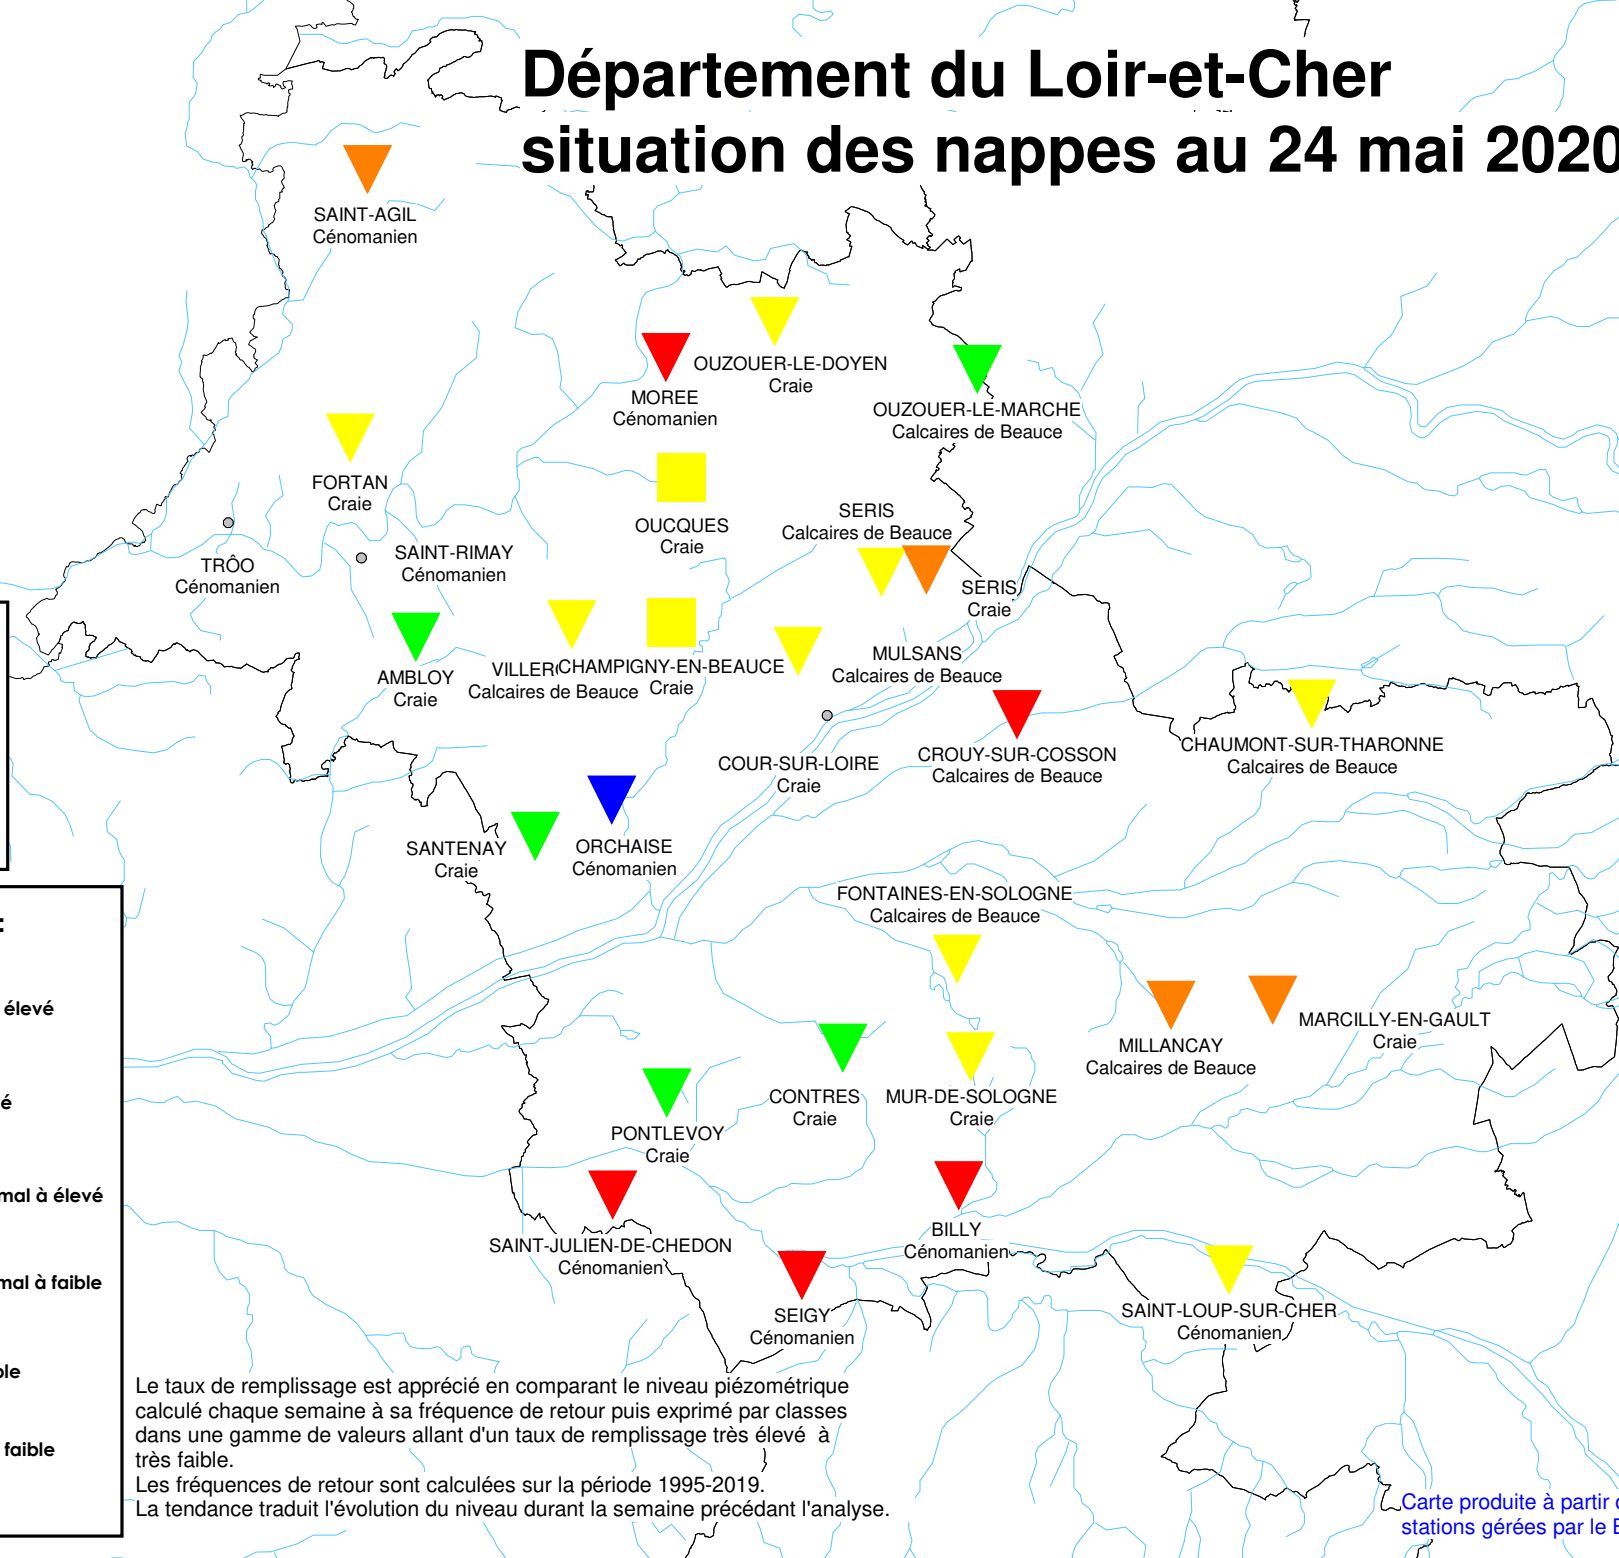 Département du Loir-et-Cher
situation des nappes au 24 mai 2020
SAINT-AGIL
Cénomanien
OUZOUER-LE-DOYEN
Craie
MOREE
Cénomanien
OUZOUER-LE-MARCHE
Calcaires de Beauce
FORTAN
Craie
OUCQUES
Craie
SERIS
Calcaires de Beauce
TRÔO
Cénomanien
SAINT-RIMAY
Cénomanien
SERIS
Craie
AMBLOY
Craie
VILLER
Calcaires de Beauce
CHAMPIGNY-EN-BEAUCE
Craie
MULSANS
Calcaires de Beauce
COUR-SUR-LOIRE
Craie
CROUY-SUR-COSSON
Calcaires de Beauce
CHAUMONT-SUR-THARONNE
Calcaires de Beauce
SANTENAY
Craie
ORCHAISE
Cénomanien
FONTAINES-EN-SOLOGNE
Calcaires de Beauce
MILLANCAY
Calcaires de Beauce
MARCILLY-EN-GAULT
Craie
CONTRES
Craie
MUR-DE-SOLOGNE
Craie
PONTLEVOY
Craie
SAINT-JULIEN-DE-CHEDON
Cénomanien
BILLY
Cénomanien
SEIGY
Cénomanien
SAINT-LOUP-SUR-CHER
Cénomanien
:
élevé
é
mal à élevé
mal à faible
ble
faible
Le taux de remplissage est apprécié en comparant le niveau piézométrique
calculé chaque semaine à sa fréquence de retour puis exprimé par classes
dans une gamme de valeurs allant d'un taux de remplissage très élevé à
très faible.
Les fréquences de retour sont calculées sur la période 1995-2019.
La tendance traduit l'évolution du niveau durant la semaine précédant l'analyse.
Carte produite à partir
stations gérées par le